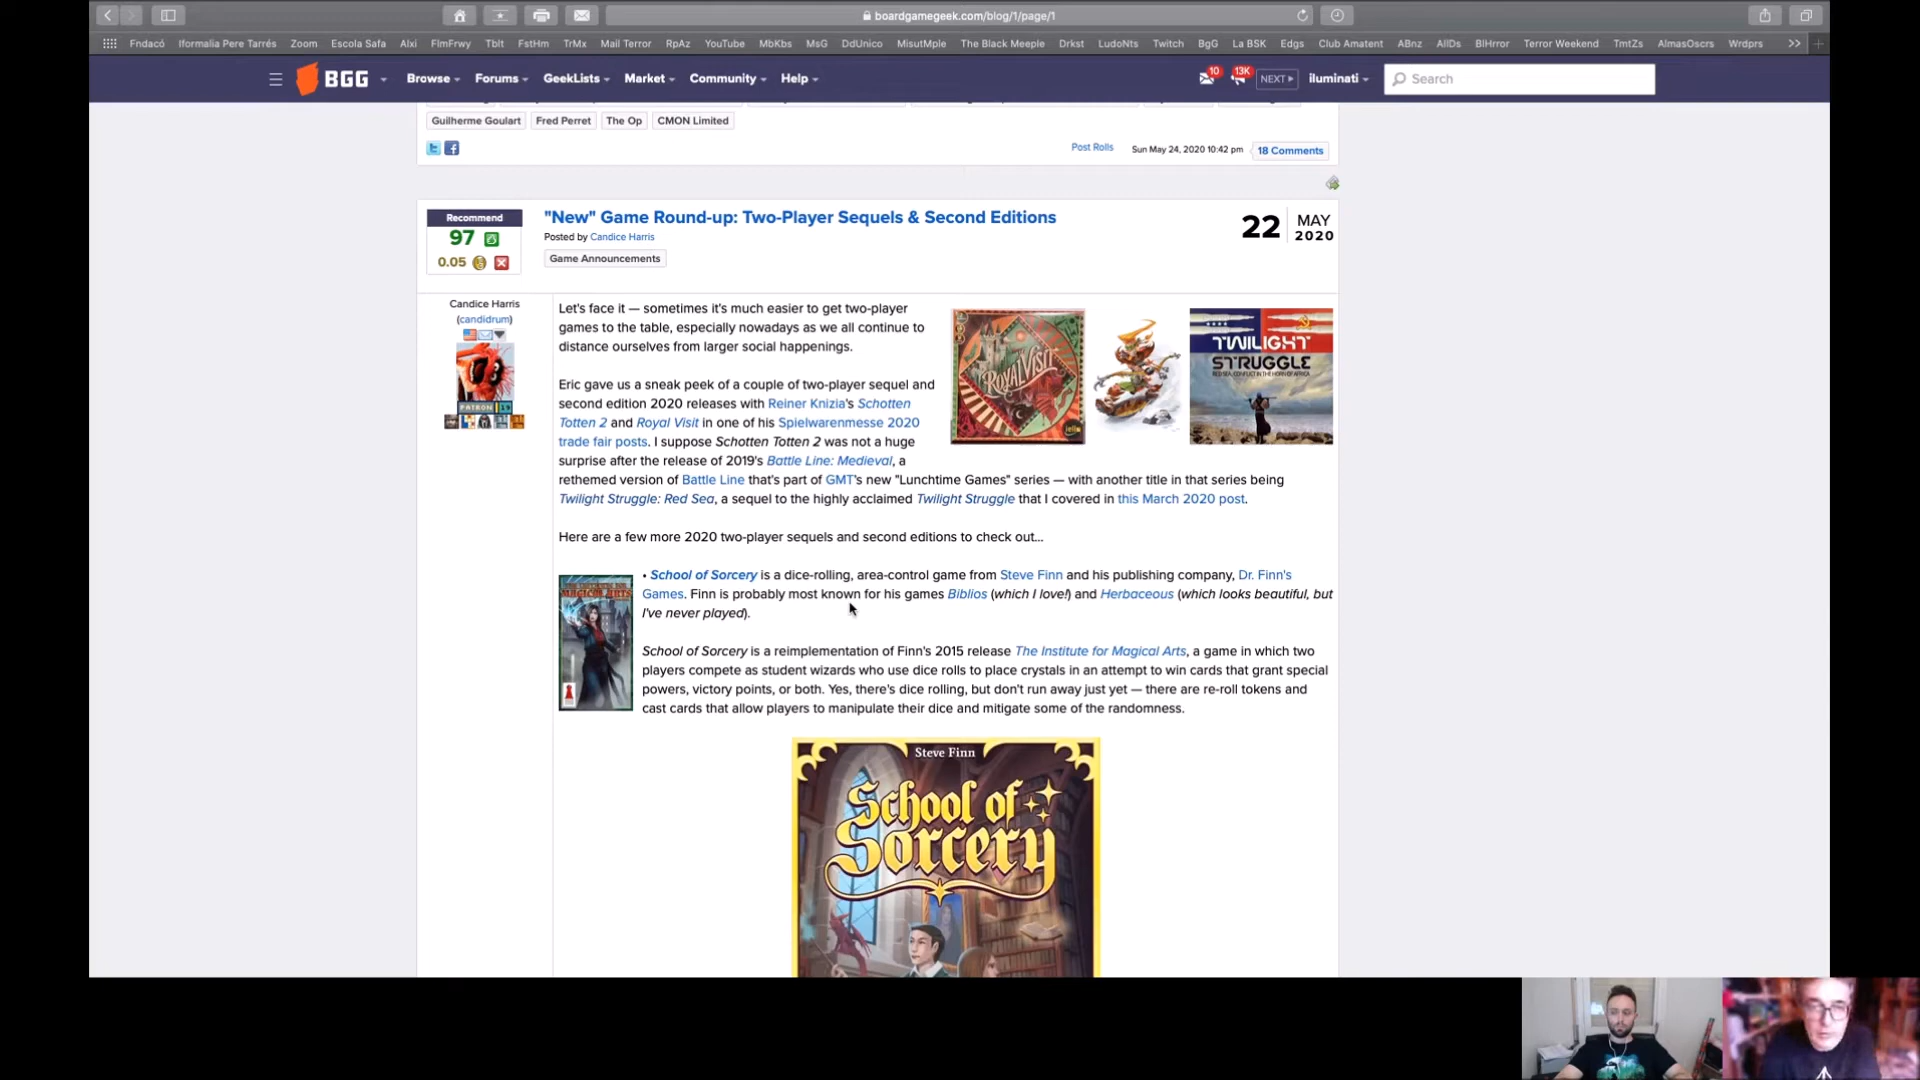 boardgamegeek.com/blog/1/page/1
Fndacó Iformalia Pere Tarrés Zoom Escola Safa Alxi FlmFrwy Tblt FstHm TrMx Mail Terror RpAz YouTube MbKbs MsG DdUnico MisutMple The Black Meeple Drkst LudoNts Twitch BgG La BSK Edgs Club Amatent ABnz AllDs BlHrror Terror Weekend TmtZs AlmasOscrs Wrdprs >>
BGG Browse Forums GeekLists Market Community Help 10 13K NEXT iluminati Search
Guilherme Goulart Fred Perret The Op CMON Limited
Post Rolls Sun May 24, 2020 10:42 pm 18 Comments
Recommend
97
0.05
"New" Game Round-up: Two-Player Sequels & Second Editions
Posted by Candice Harris
Game Announcements
22 MAY
2020
Candice Harris
(candidrum)
PATRON
Let's face it — sometimes it's much easier to get two-player
games to the table, especially nowadays as we all continue to
distance ourselves from larger social happenings.
ROYAL VISIT
iello
TWILIGHT
STRUGGLE
RED SEA, CONFLICT IN THE HORN OF AFRICA
Eric gave us a sneak peek of a couple of two-player sequel and
second edition 2020 releases with Reiner Knizia's Schotten
Totten 2 and Royal Visit in one of his Spielwarenmesse 2020
trade fair posts. I suppose Schotten Totten 2 was not a huge
surprise after the release of 2019's Battle Line: Medieval, a
rethemed version of Battle Line that's part of GMT's new "Lunchtime Games" series — with another title in that series being
Twilight Struggle: Red Sea, a sequel to the highly acclaimed Twilight Struggle that I covered in this March 2020 post.
Here are a few more 2020 two-player sequels and second editions to check out...
• School of Sorcery is a dice-rolling, area-control game from Steve Finn and his publishing company, Dr. Finn's
Games. Finn is probably most known for his games Biblios (which I love!) and Herbaceous (which looks beautiful, but
I've never played).
MAGICAL ARTS
School of Sorcery is a reimplementation of Finn's 2015 release The Institute for Magical Arts, a game in which two
players compete as student wizards who use dice rolls to place crystals in an attempt to win cards that grant special
powers, victory points, or both. Yes, there's dice rolling, but don't run away just yet — there are re-roll tokens and
cast cards that allow players to manipulate their dice and mitigate some of the randomness.
Steve Finn
School of
Sorcery